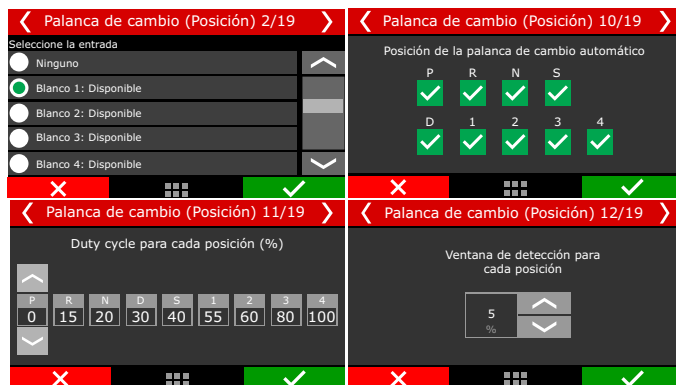 Palanca de cambio (Posición) 2/19
Seleccione la entrada
Ninguno
Blanco 1: Disponible
Blanco 2: Disponible
Blanco 3: Disponible
Blanco 4: Disponible
Palanca de cambio (Posición) 10/19
Posición de la palanca de cambio automático
P R N S
D 1 2 3 4
Palanca de cambio (Posición) 11/19
Duty cycle para cada posición (%)
P R N D S 1 2 3 4
0 15 20 30 40 55 60 80 100
Palanca de cambio (Posición) 12/19
Ventana de detección para
cada posición
5
%